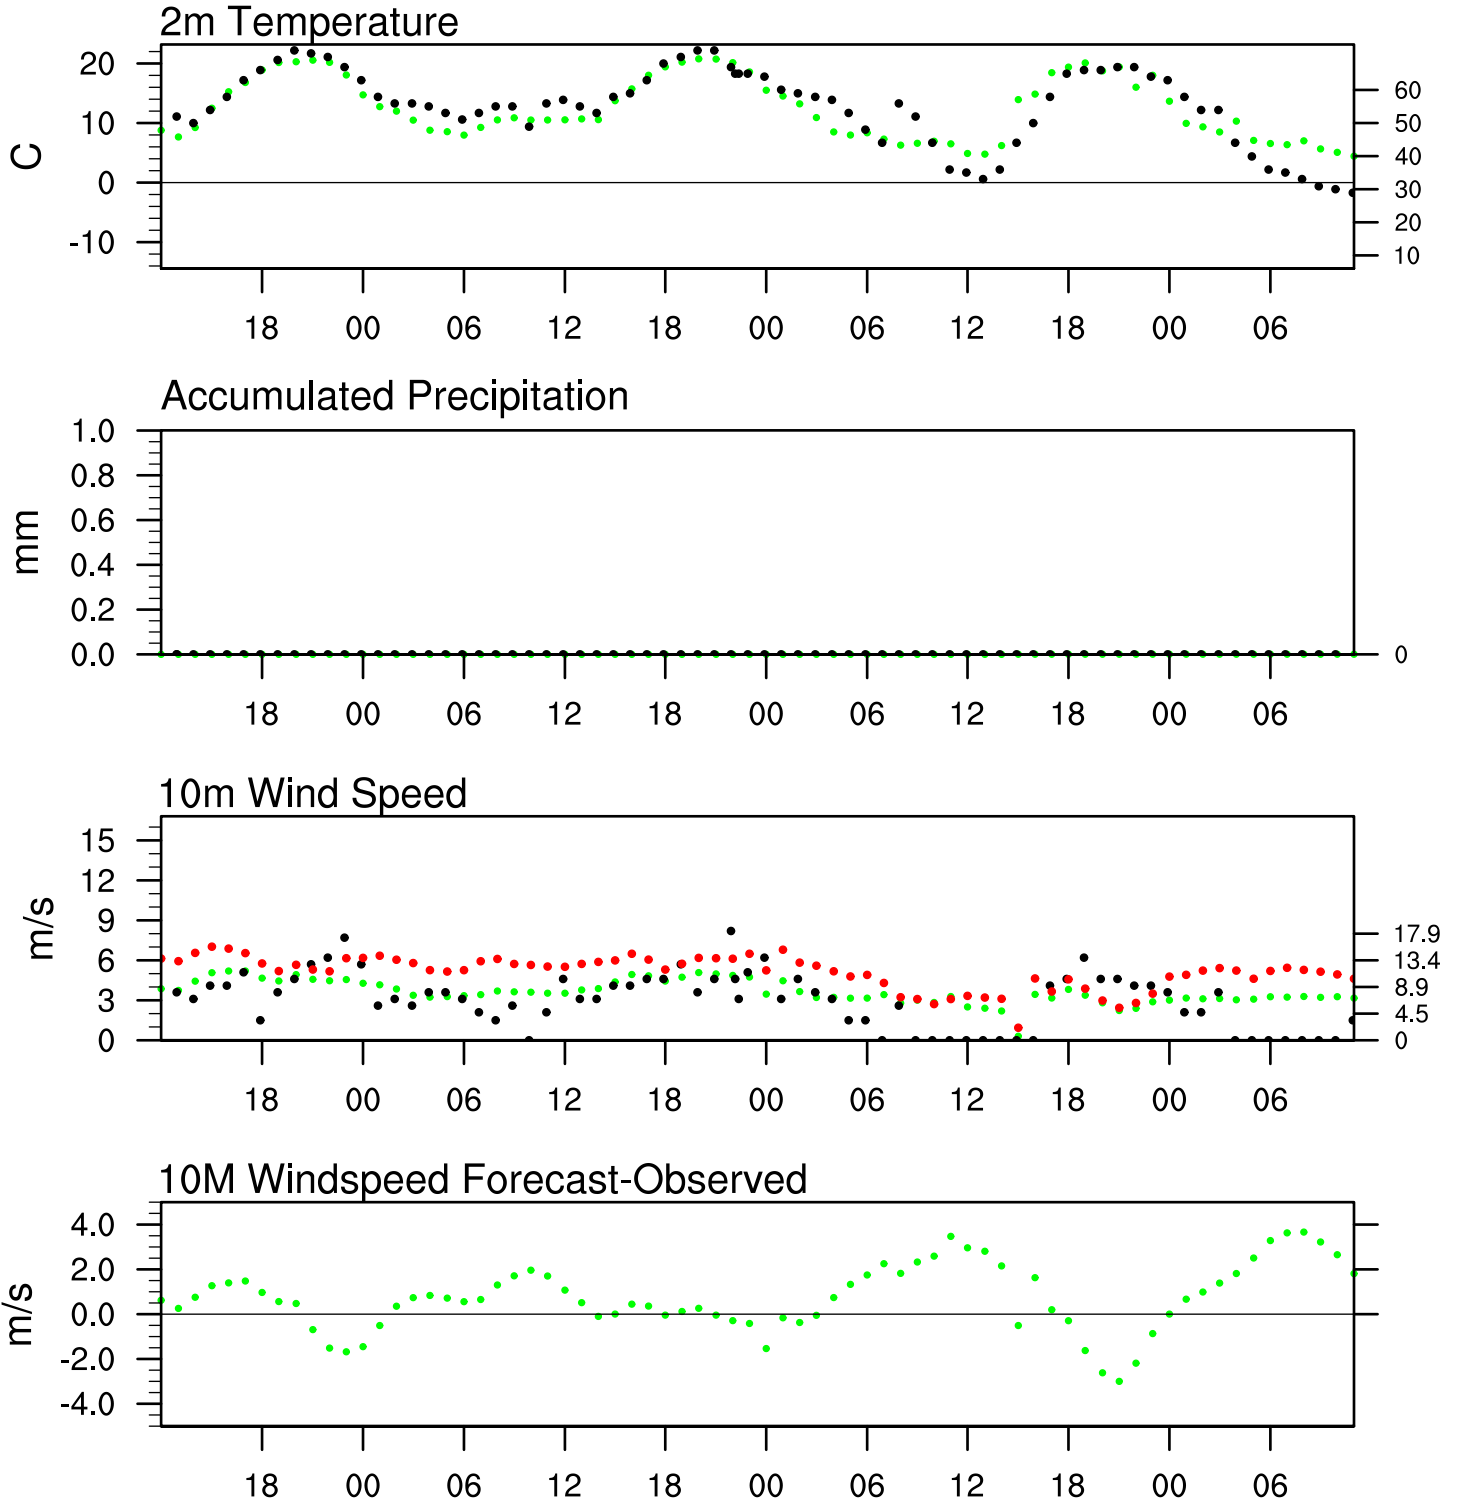 2m Temperature
C
20
10
0
-10
60
50
40
30
20
10
18 00 06 12 18 00 06 12 18 00 06
Accumulated Precipitation
mm
1.0
0.8
0.6
0.4
0.2
0.0
0
18 00 06 12 18 00 06 12 18 00 06
10m Wind Speed
m/s
15
12
9
6
3
0
17.9
13.4
8.9
4.5
0
18 00 06 12 18 00 06 12 18 00 06
10M Windspeed Forecast-Observed
m/s
4.0
2.0
0.0
-2.0
-4.0
18 00 06 12 18 00 06 12 18 00 06